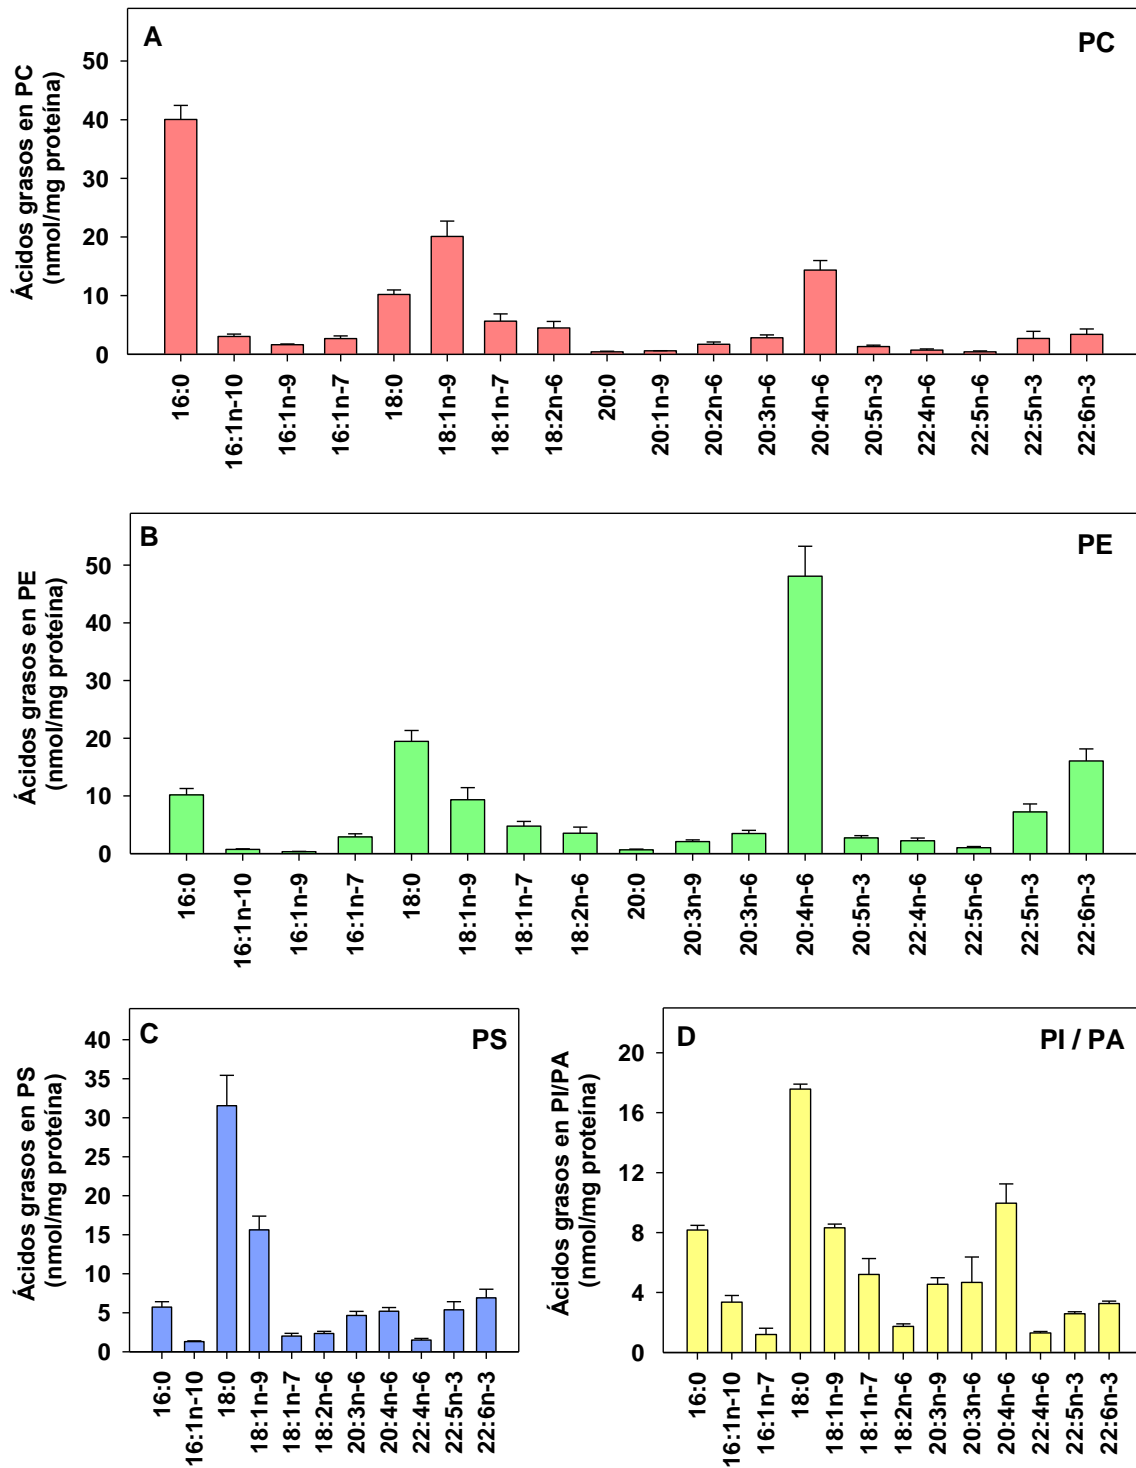 A
PC
Ácidos grasos en PC
(nmol/mg proteína)
50
40
30
20
10
0
16:0
16:1n-10
16:1n-9
16:1n-7
18:0
18:1n-9
18:1n-7
18:2n-6
20:0
20:1n-9
20:2n-6
20:3n-6
20:4n-6
20:5n-3
22:4n-6
22:5n-6
22:5n-3
22:6n-3
B
PE
Ácidos grasos en PE
(nmol/mg proteína)
50
40
30
20
10
0
16:0
16:1n-10
16:1n-9
16:1n-7
18:0
18:1n-9
18:1n-7
18:2n-6
20:0
20:3n-9
20:3n-6
20:4n-6
20:5n-3
22:4n-6
22:5n-6
22:5n-3
22:6n-3
C
PS
Ácidos grasos en PS
(nmol/mg proteína)
40
35
30
25
20
15
10
5
0
16:0
16:1n-10
18:0
18:1n-9
18:1n-7
18:2n-6
20:3n-6
20:4n-6
22:4n-6
22:5n-3
22:6n-3
D
PI / PA
Ácidos grasos en PI/PA
(nmol/mg proteína)
20
16
12
8
4
0
16:0
16:1n-10
16:1n-7
18:0
18:1n-9
18:1n-7
18:2n-6
20:3n-9
20:3n-6
20:4n-6
22:4n-6
22:5n-3
22:6n-3